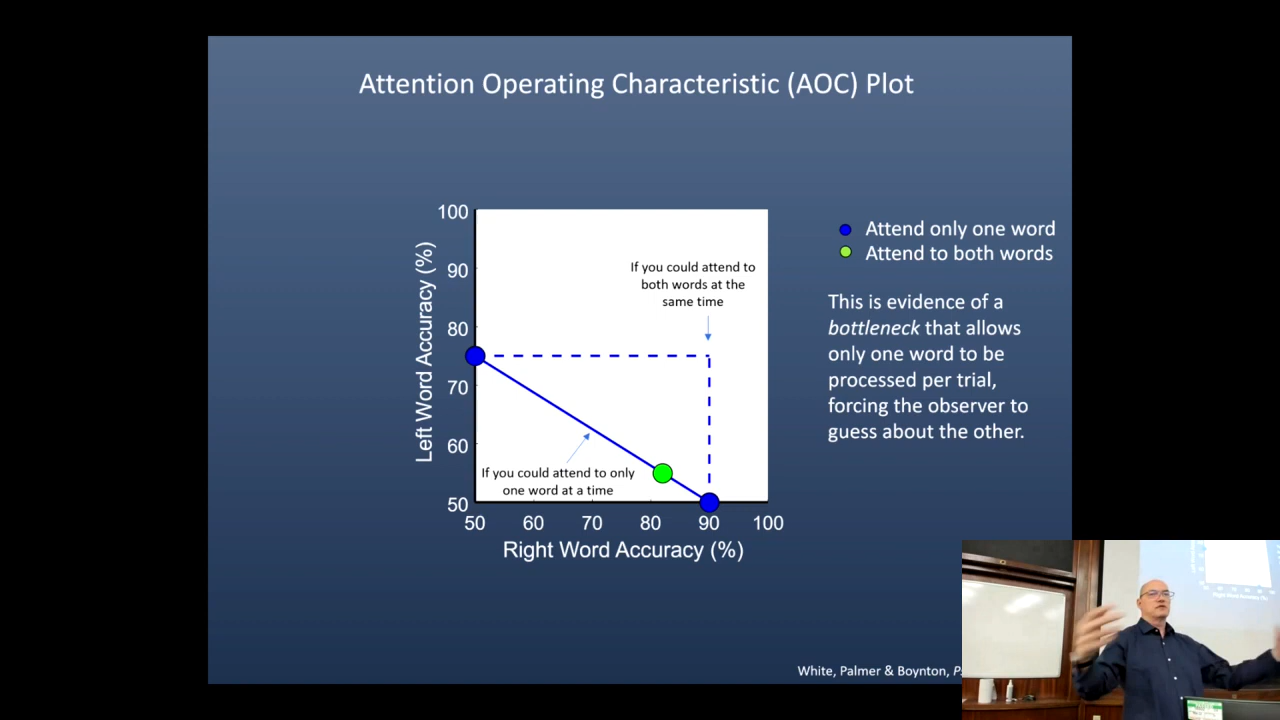 Attention Operating Characteristic (AOC) Plot
100
90
80
70
60
50
Left Word Accuracy (%)
50 60 70 80 90 100
Right Word Accuracy (%)
If you could attend to
both words at the
same time
If you could attend to only
one word at a time
Attend only one word
Attend to both words
This is evidence of a
bottleneck that allows
only one word to be
processed per trial,
forcing the observer to
guess about the other.
White, Palmer & Boynton,
Right Word Accuracy (%)